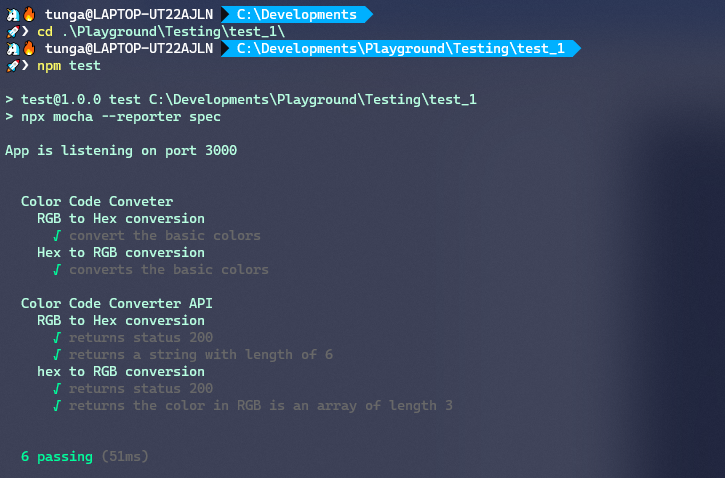 tunga@LAPTOP-UT22AJLN C:\Developments
❯ cd .\Playground\Testing\test_1\
tunga@LAPTOP-UT22AJLN C:\Developments\Playground\Testing\test_1
❯ npm test
> test@1.0.0 test C:\Developments\Playground\Testing\test_1
> npx mocha --reporter spec
App is listening on port 3000
Color Code Conveter
RGB to Hex conversion
√ convert the basic colors
Hex to RGB conversion
√ converts the basic colors
Color Code Converter API
RGB to Hex conversion
√ returns status 200
√ returns a string with length of 6
hex to RGB conversion
√ returns status 200
√ returns the color in RGB is an array of length 3
6 passing (51ms)